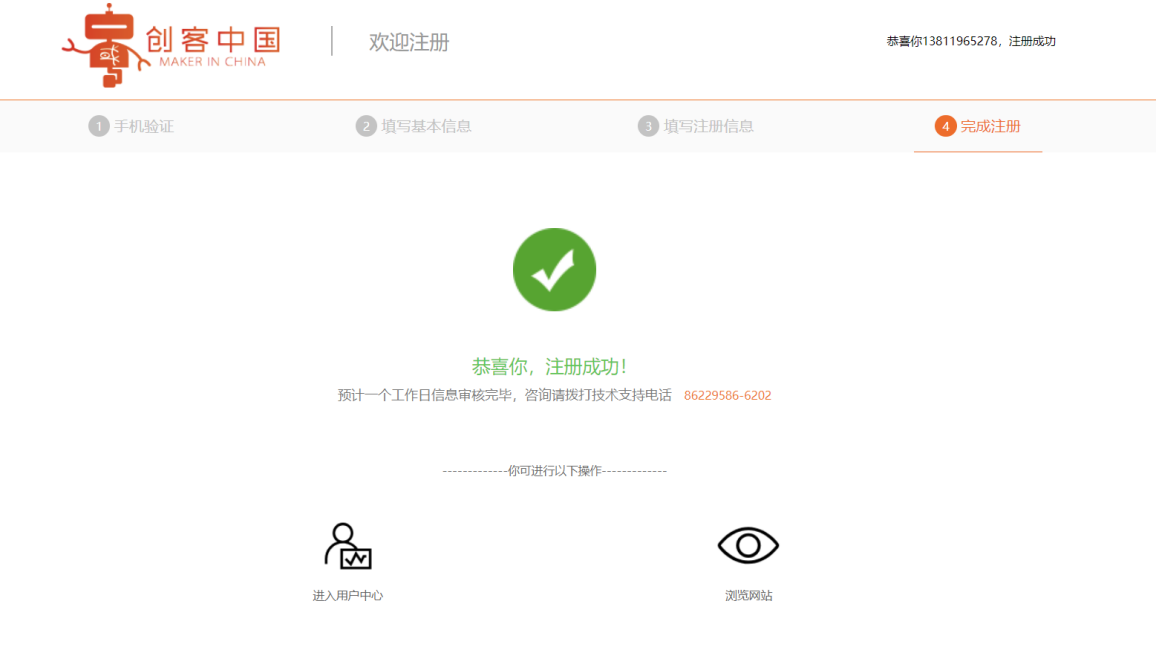 创客中国
MAKER IN CHINA
欢迎注册
恭喜你13811965278，注册成功
1 手机验证
2 填写基本信息
3 填写注册信息
4 完成注册
恭喜你，注册成功！
预计一个工作日信息审核完毕，咨询请拨打技术支持电话 86229586-6202
-------------你可进行以下操作-------------
进入用户中心
浏览网站